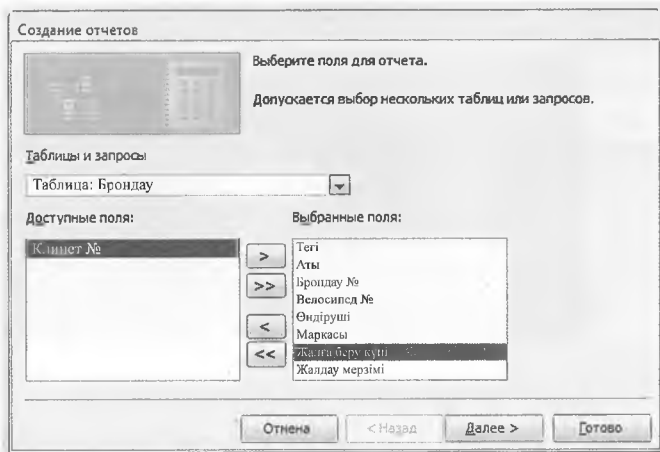 Создание отчетов
Выберите поля для отчета.
Допускается выбор нескольких таблиц или запросов.
Таблицы и запросы
Таблица: Брондау
Доступные поля:
Выбранные поля:
Клиент №
>
>>
<
<<
Тегі
Аты
Брондау №
Велосипед №
Өндіруші
Маркасы
Жалға беру күні
Жалдау мерзімі
Отмена
< Назад
Далее >
Готово